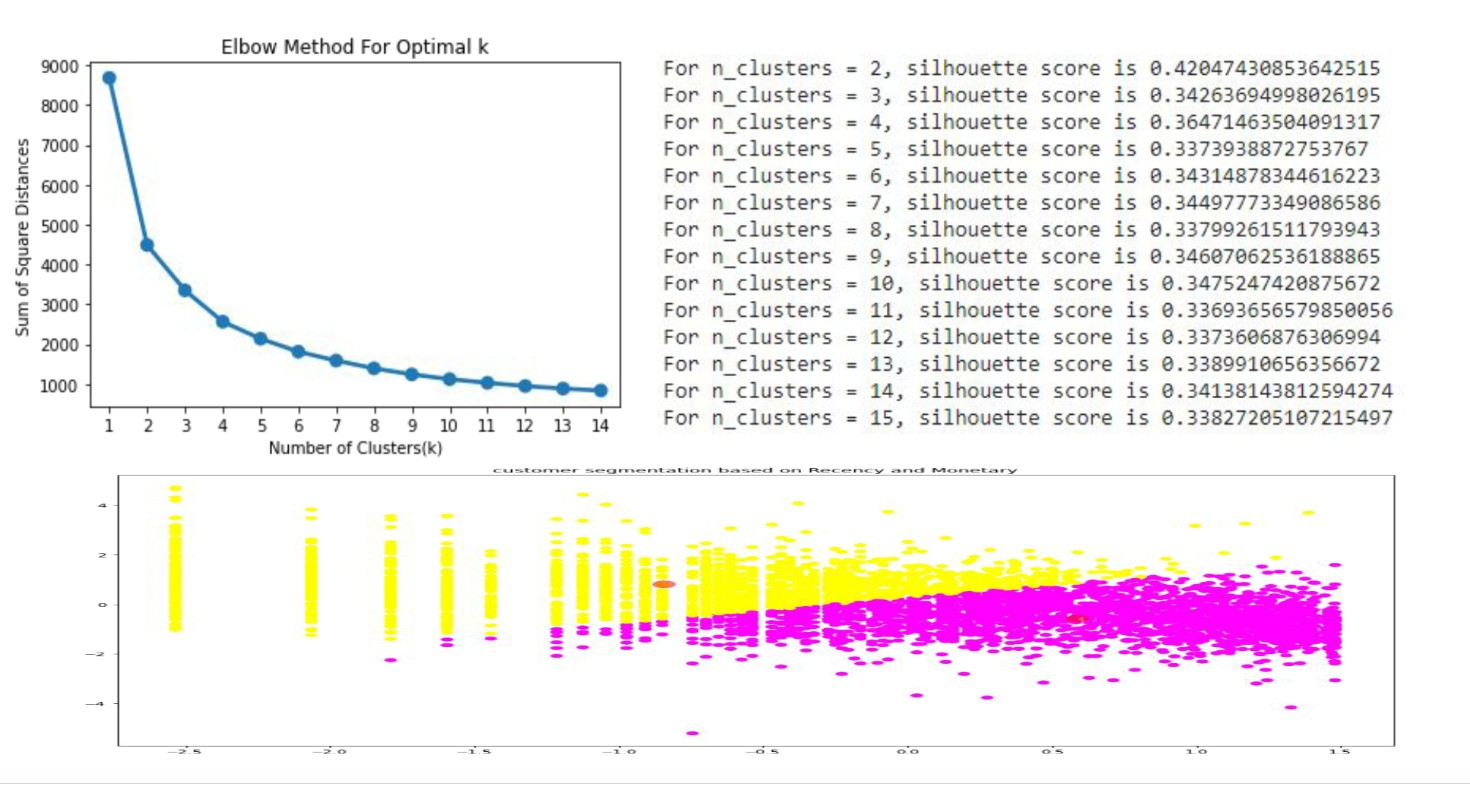 Elbow Method For Optimal k
9000
8000
7000
6000
5000
4000
3000
2000
1000
Sum of Square Distances
1 2 3 4 5 6 7 8 9 10 11 12 13 14
Number of Clusters(k)
For n_clusters = 2, silhouette score is 0.42047430853642515
For n_clusters = 3, silhouette score is 0.34263694998026195
For n_clusters = 4, silhouette score is 0.36471463504091317
For n_clusters = 5, silhouette score is 0.3373938872753767
For n_clusters = 6, silhouette score is 0.34314878344616223
For n_clusters = 7, silhouette score is 0.34497773349086586
For n_clusters = 8, silhouette score is 0.33799261511793943
For n_clusters = 9, silhouette score is 0.34607062536188865
For n_clusters = 10, silhouette score is 0.3475247420875672
For n_clusters = 11, silhouette score is 0.33693656579850056
For n_clusters = 12, silhouette score is 0.3373606876306994
For n_clusters = 13, silhouette score is 0.3389910656356672
For n_clusters = 14, silhouette score is 0.34138143812594274
For n_clusters = 15, silhouette score is 0.33827205107215497
customer segmentation based on Recency and Monetary
4
2
0
−2
−4
−2.5 −2.0 −1.5 −1.0 −0.5 0.0 0.5 1.0 1.5